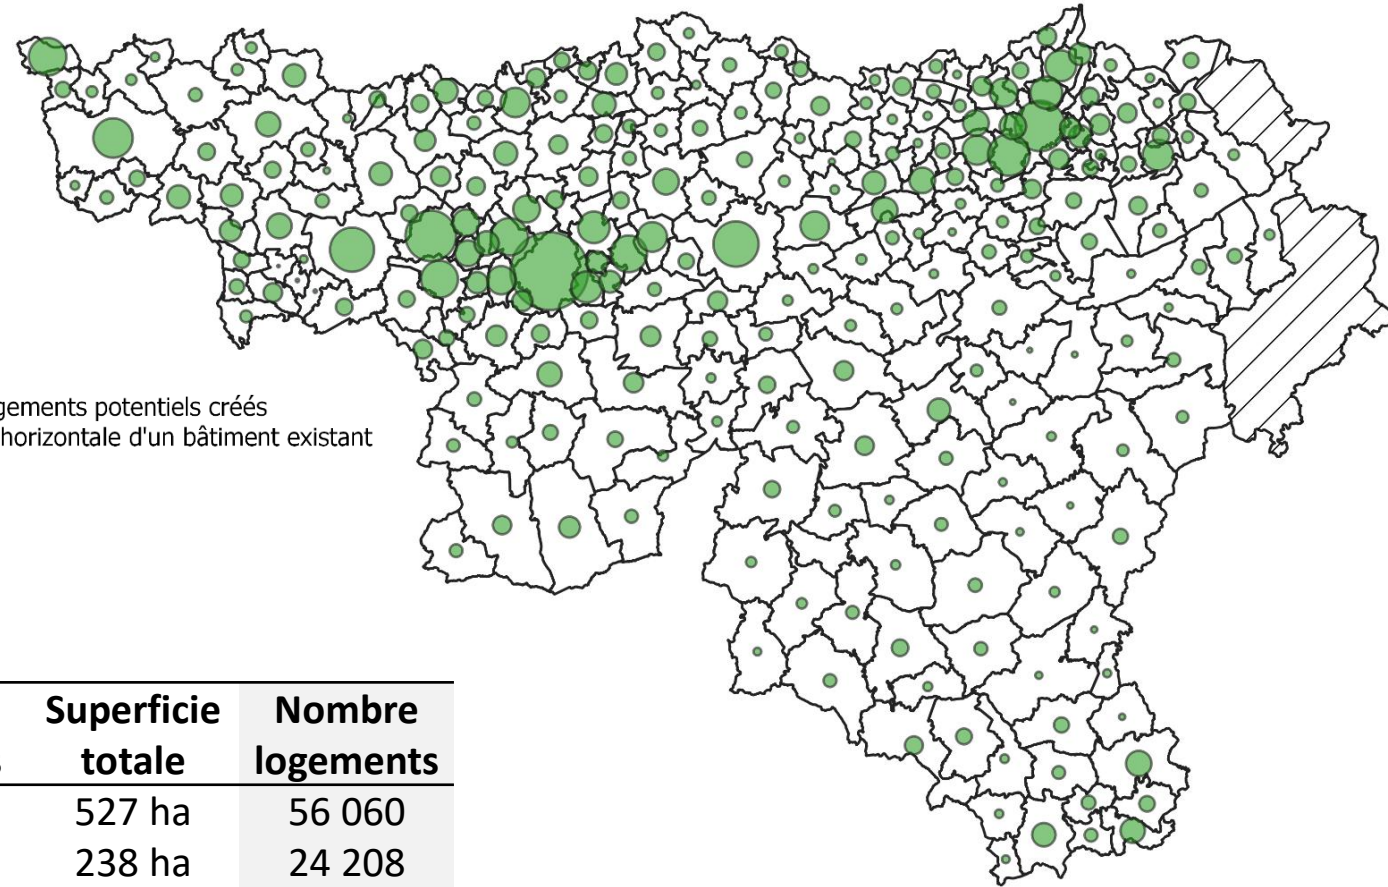 gements potentiels créés
horizontale d'un bâtiment existant
Superficie Nombre
totale logements
527 ha 56 060
238 ha 24 208